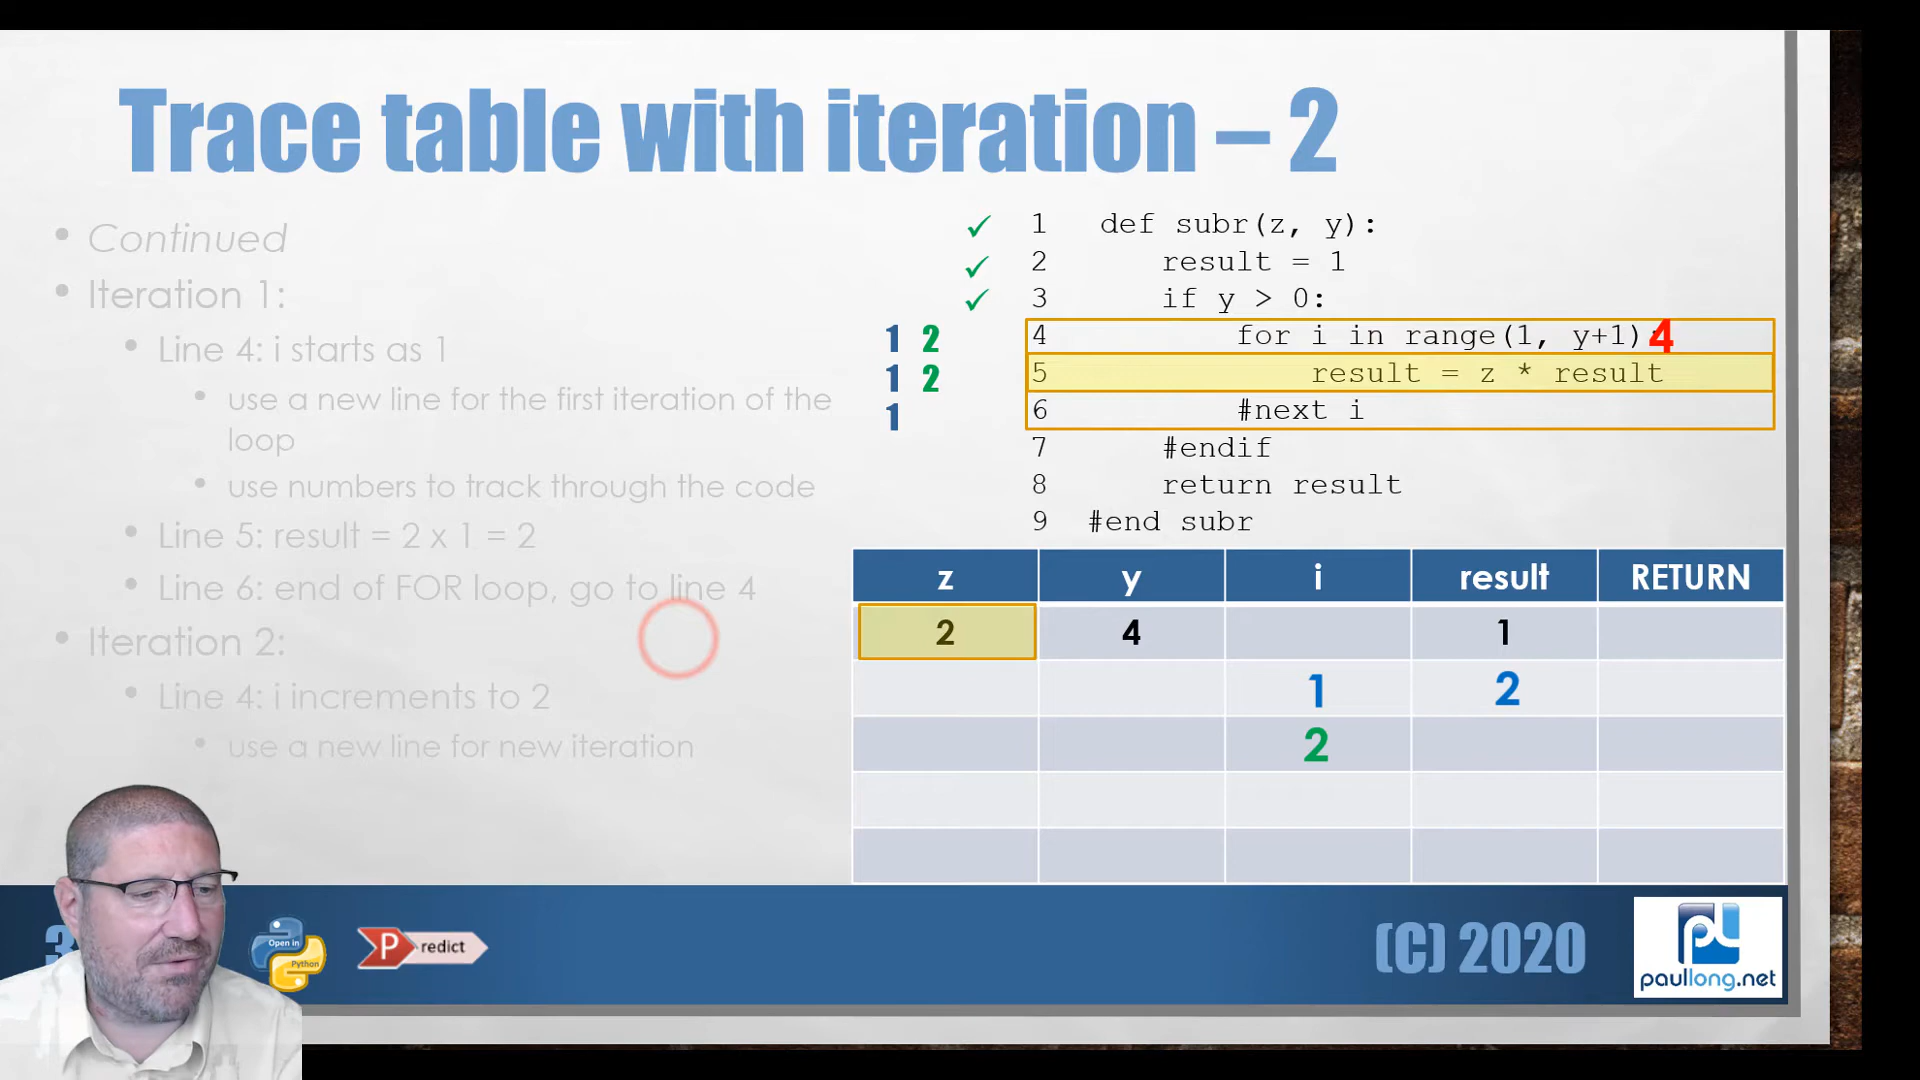 Trace table with iteration – 2
• Continued
• Iteration 1:
• Line 4: i starts as 1
• use a new line for the first iteration of the
loop
• use numbers to track through the code
• Line 5: result = 2 x 1 = 2
• Line 6: end of FOR loop, go to line 4
• Iteration 2:
• Line 4: i increments to 2
• use a new line for new iteration
✓ 1 def subr(z, y):
✓ 2 result = 1
✓ 3 if y > 0:
1 2 4 for i in range(1, y+1) 4
1 2 5 result = z * result
1 6 #next i
7 #endif
8 return result
9 #end subr
z y i result RETURN
2 4 1
1 2
2
3
Open in
Python
P redict
(C) 2020
pl
paullong.net